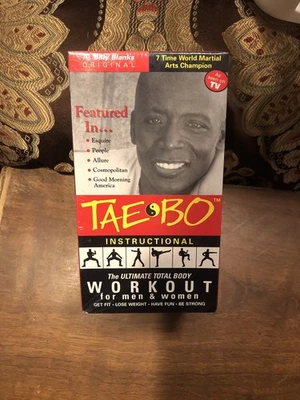 Billy Blanks
ORIGINAL
7 Time World Martial
Arts Champion
TV
Featured
In...
Esquire
People
Allure
Cosmopolitan
Good Morning
America
TAE BO™
INSTRUCTIONAL
The ULTIMATE TOTAL BODY
WORKOUT
for men & women
GET FIT • LOSE WEIGHT • HAVE FUN • BE STRONG